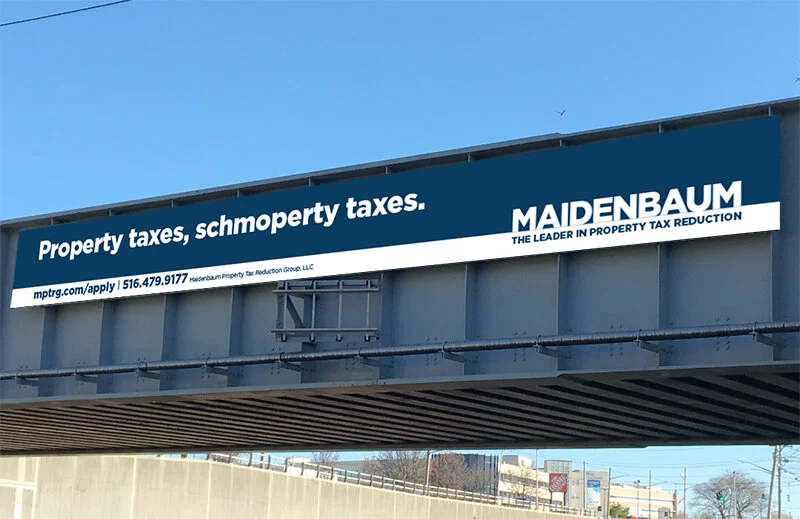 Property taxes, schmoperty taxes.
MAIDENBAUM
THE LEADER IN PROPERTY TAX REDUCTION
mptrg.com/apply | 516.479.9177 Maidenbaum Property Tax Reduction Group, LLC